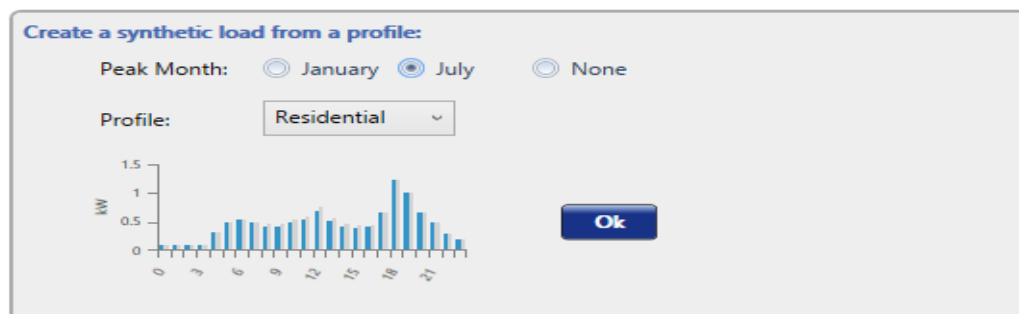 Create a synthetic load from a profile:
Peak Month: January July None
Profile: Residential
1.5
1
0.5
0
kW
0 3 6 9 12 15 18 21
Ok